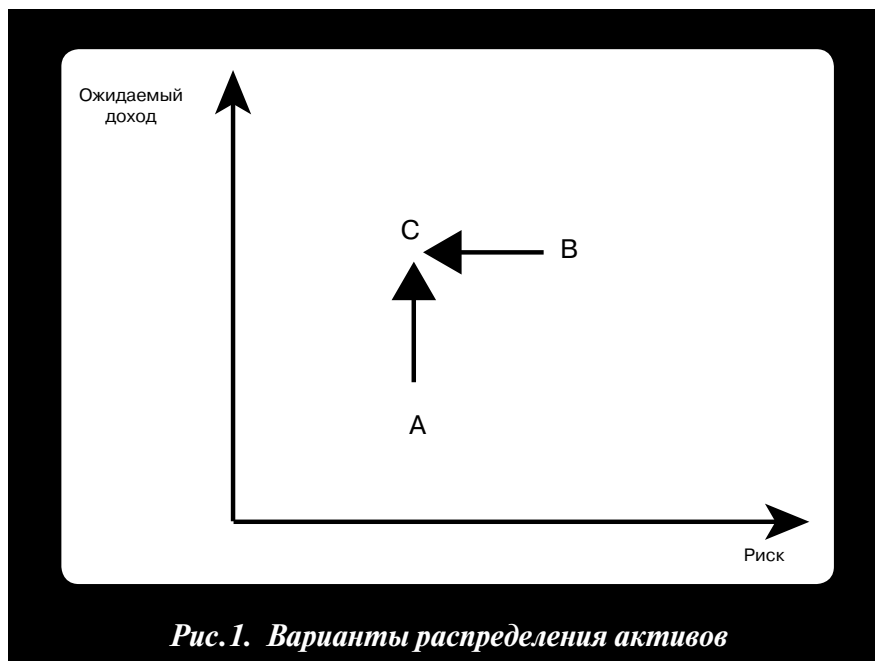 Ожидаемый
доход
C
B
A
Риск
Рис. 1. Варианты распределения активов